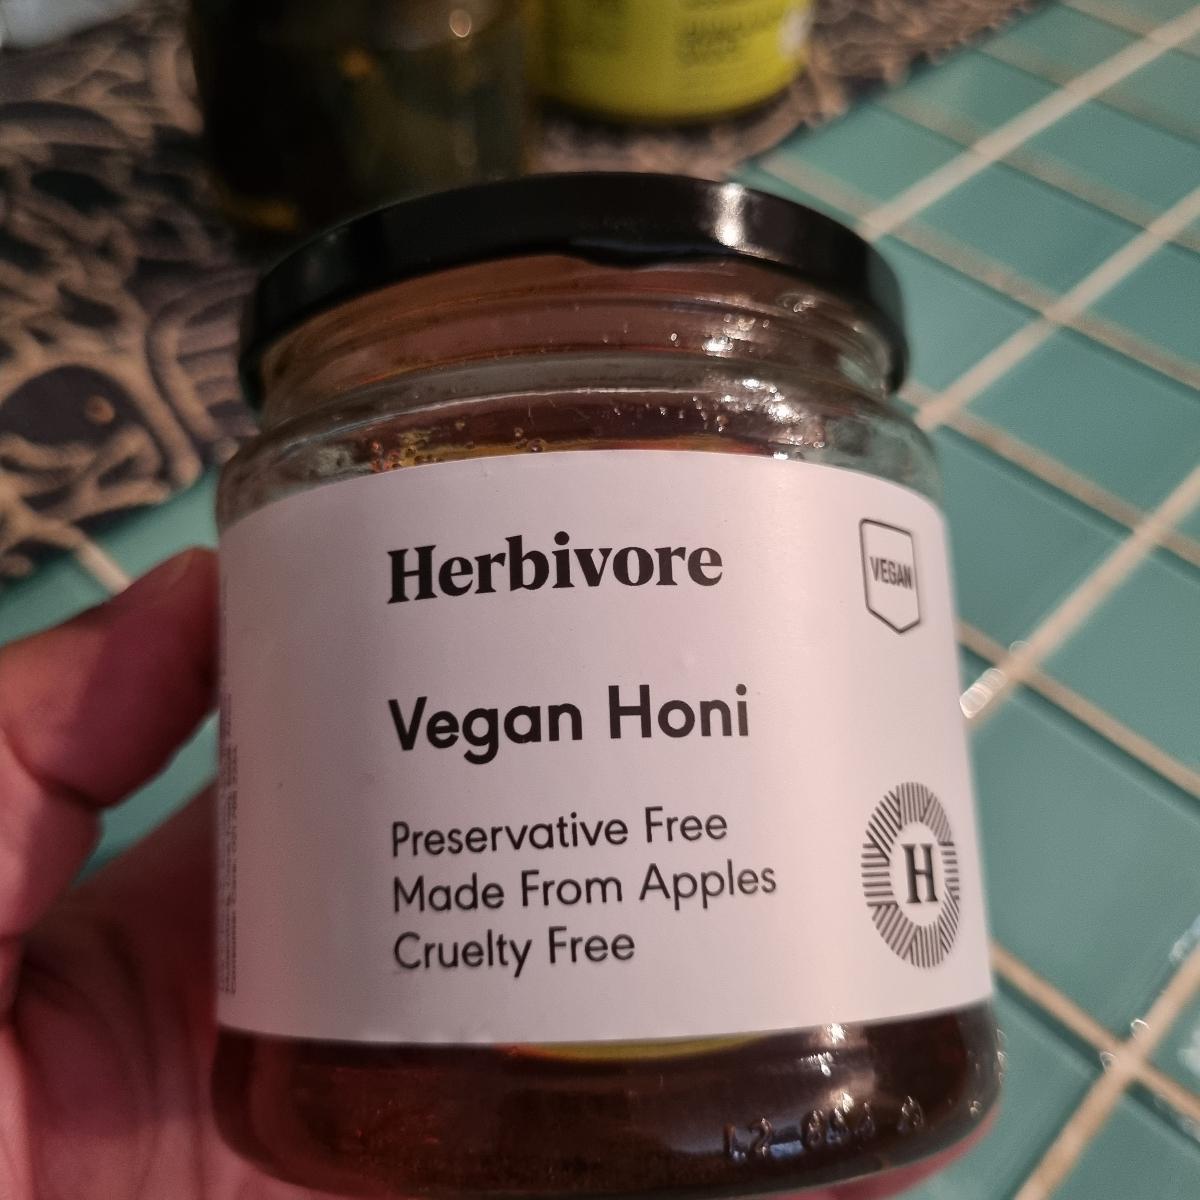 Herbivore
VEGAN
Vegan Honi
Preservative Free
Made From Apples
Cruelty Free
H